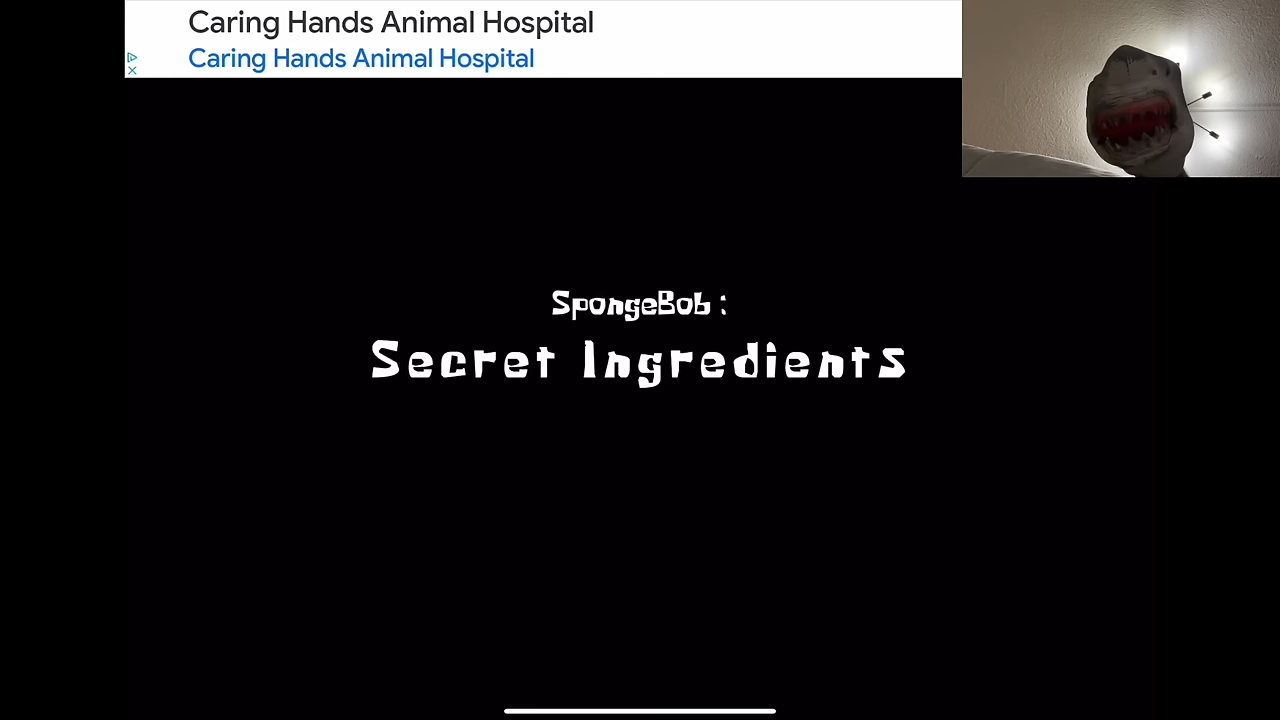 Caring Hands Animal Hospital
Caring Hands Animal Hospital
SpongeBob:
Secret Ingredients